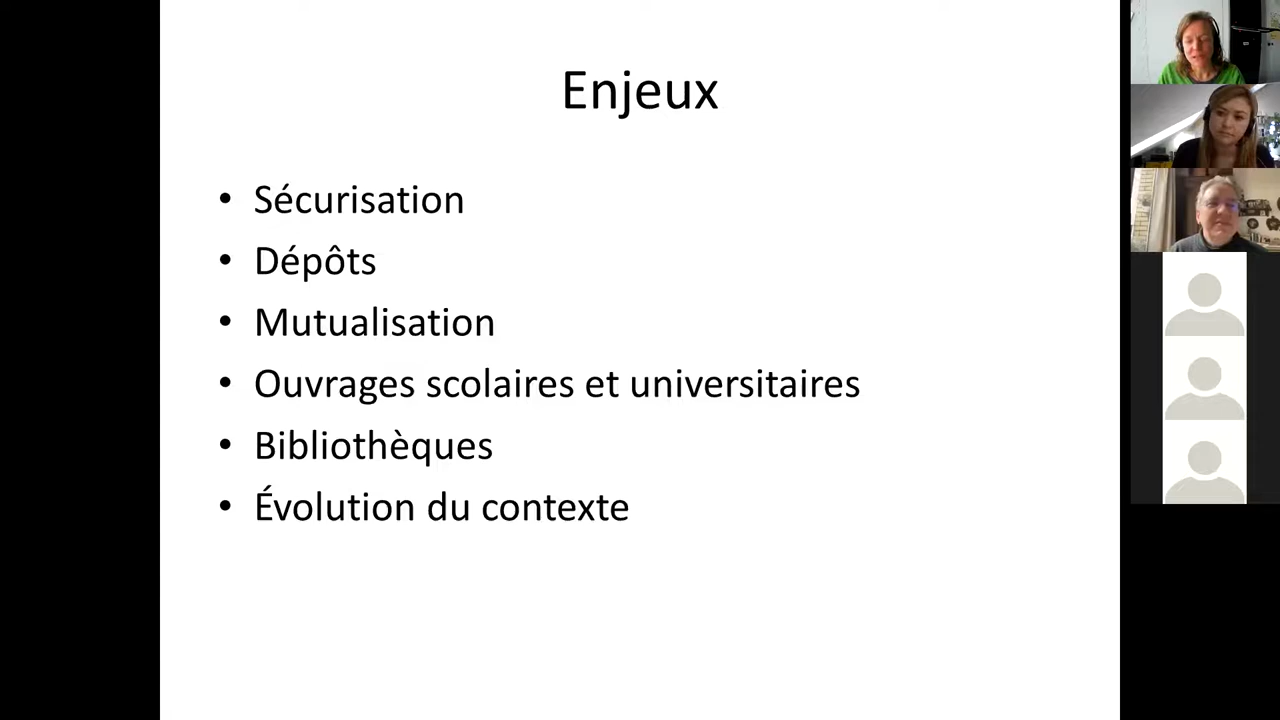 Enjeux
• Sécurisation
• Dépôts
• Mutualisation
• Ouvrages scolaires et universitaires
• Bibliothèques
• Évolution du contexte